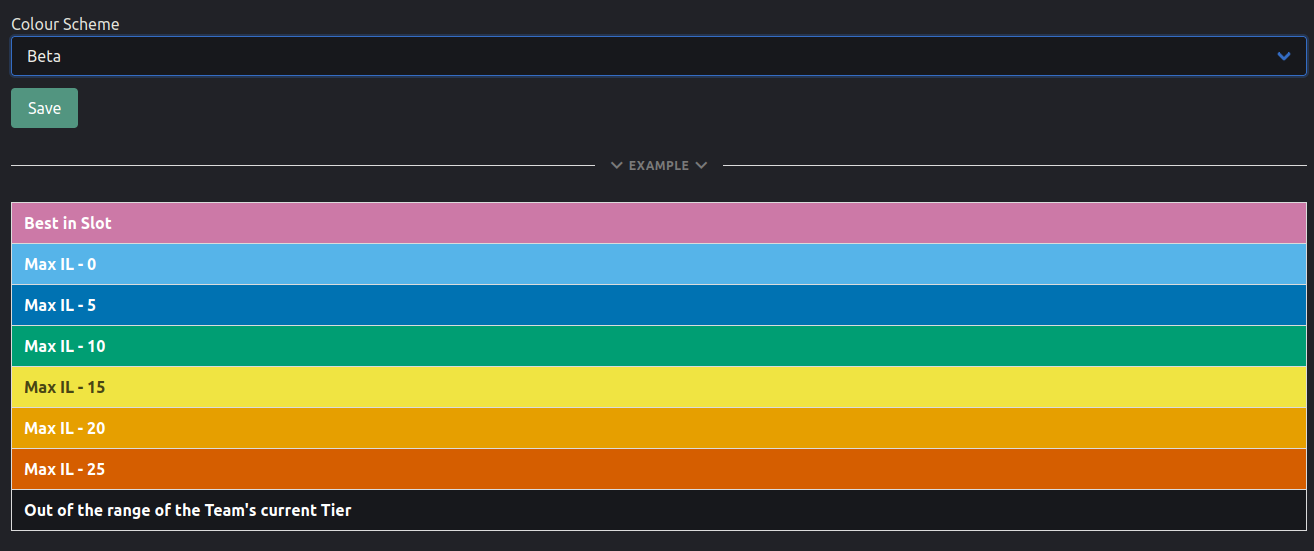 Colour Scheme
Beta
Save
EXAMPLE
Best in Slot
Max IL - 0
Max IL - 5
Max IL - 10
Max IL - 15
Max IL - 20
Max IL - 25
Out of the range of the Team's current Tier